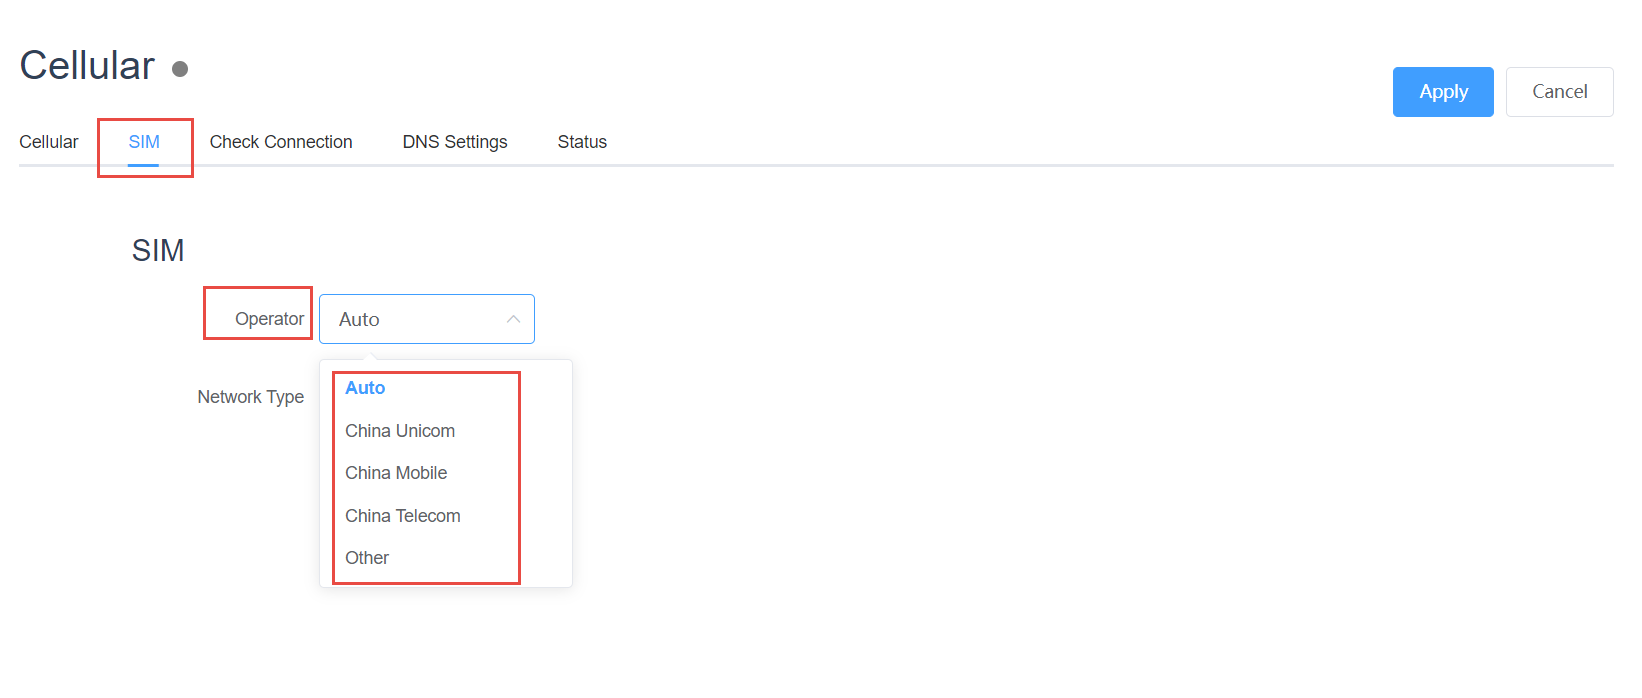 Cellular
Apply Cancel
Cellular SIM Check Connection DNS Settings Status
SIM
Operator Auto
Auto
Network Type
China Unicom
China Mobile
China Telecom
Other